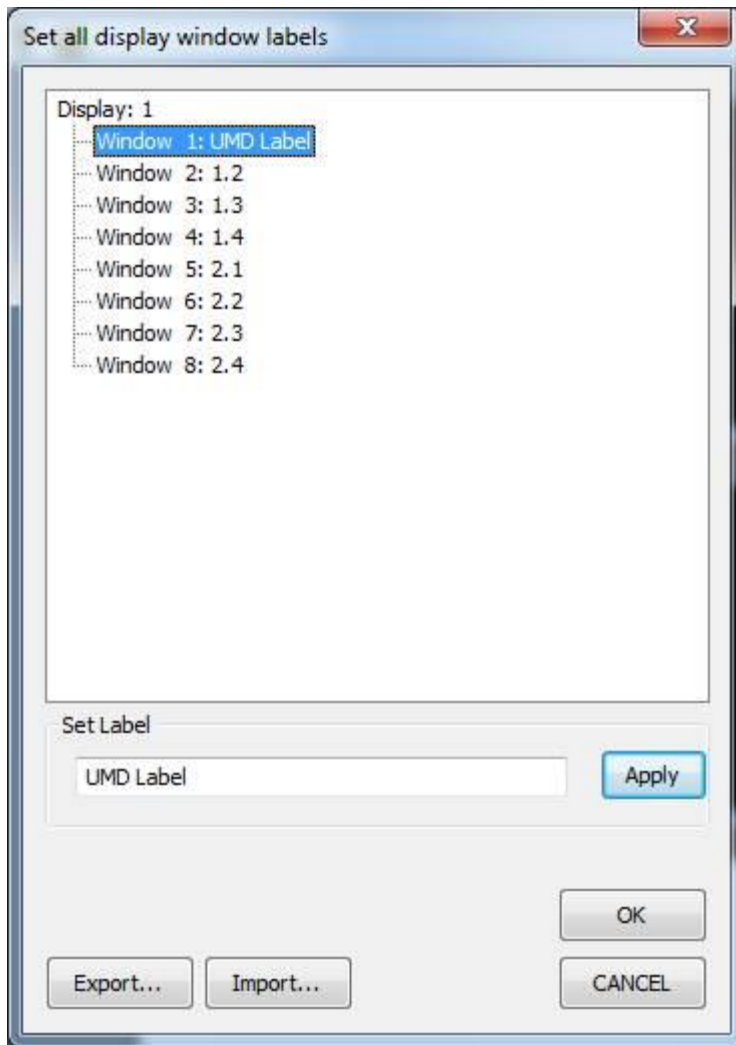 Set all display window labels
Display: 1
Window 1: UMD Label
Window 2: 1.2
Window 3: 1.3
Window 4: 1.4
Window 5: 2.1
Window 6: 2.2
Window 7: 2.3
Window 8: 2.4
Set Label
UMD Label Apply
OK
Export... Import... CANCEL